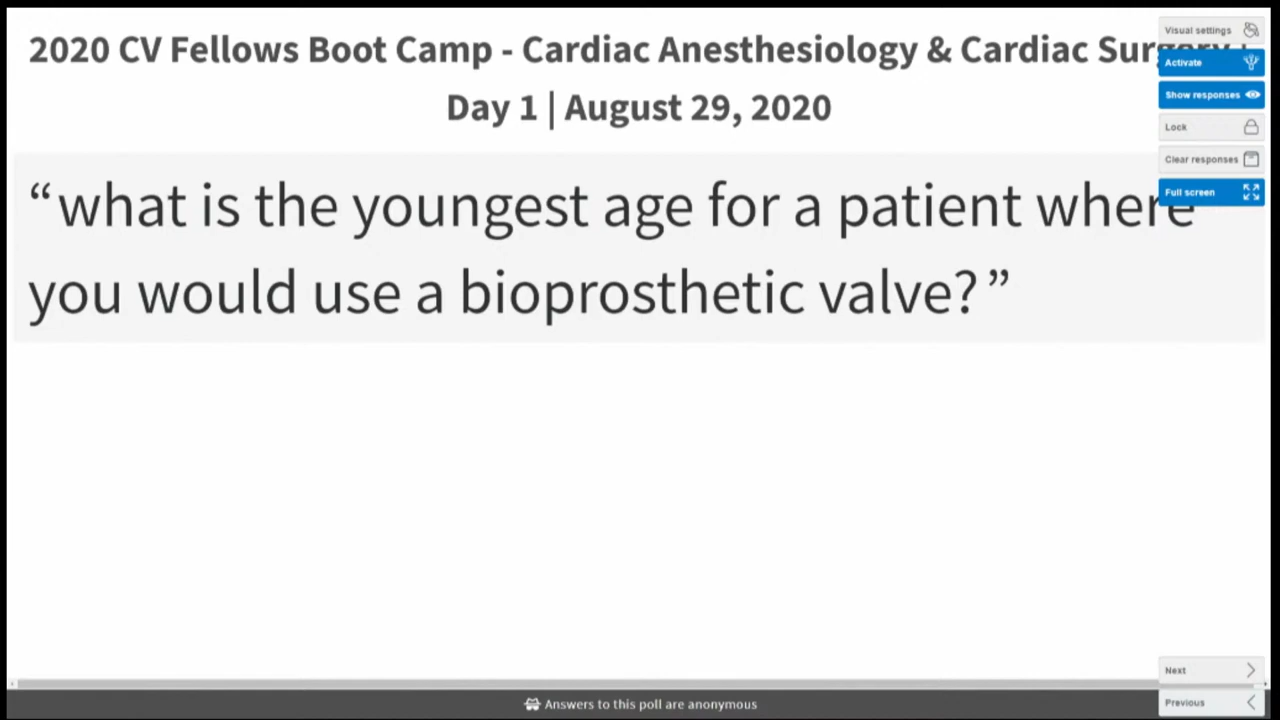 2020 CV Fellows Boot Camp - Cardiac Anesthesiology & Cardiac Surgery |
Day 1 | August 29, 2020
“what is the youngest age for a patient where
you would use a bioprosthetic valve?”
Visual settings
Activate
Show responses
Lock
Clear responses
Full screen
Next
Previous
Answers to this poll are anonymous